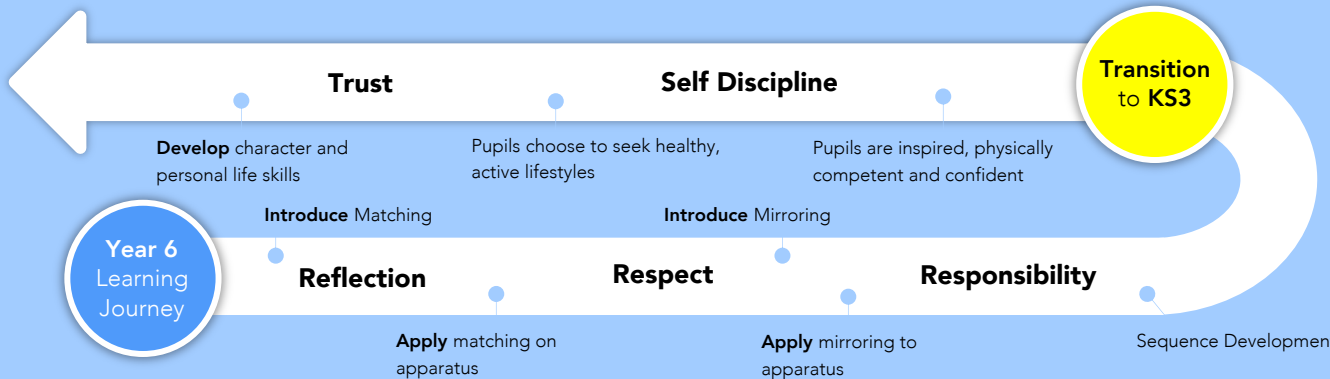 Trust
Self Discipline
Transition
to KS3
Develop character and
personal life skills
Pupils choose to seek healthy,
active lifestyles
Pupils are inspired, physically
competent and confident
Introduce Matching
Introduce Mirroring
Year 6
Learning
Journey
Reflection
Respect
Responsibility
Apply matching on
apparatus
Apply mirroring to
apparatus
Sequence Developmen